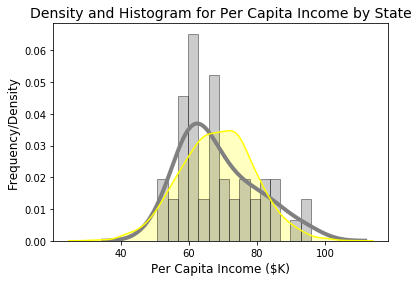 Density and Histogram for Per Capita Income by State
Frequency/Density
0.06
0.05
0.04
0.03
0.02
0.01
0.00
40 60 80 100
Per Capita Income ($K)